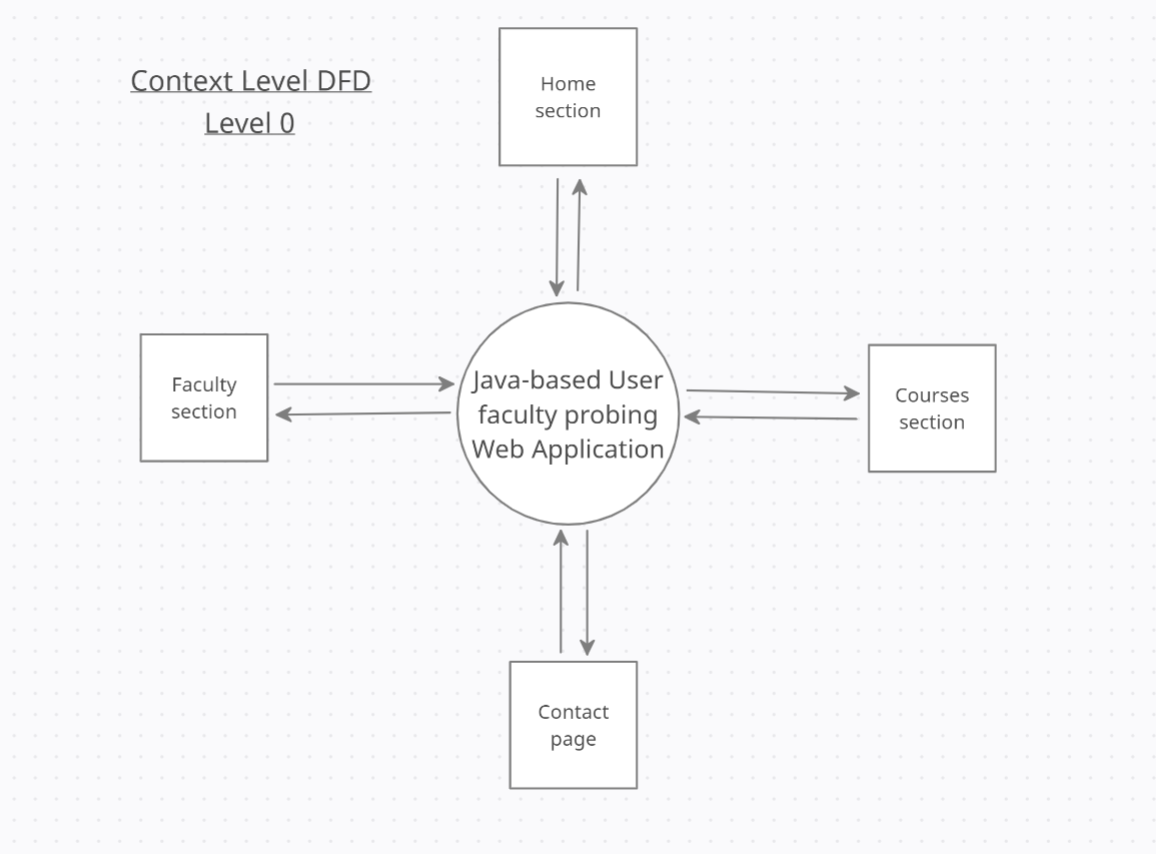 Context Level DFD
Level 0
Home
section
Faculty
section
Java-based User
faculty probing
Web Application
Courses
section
Contact
page